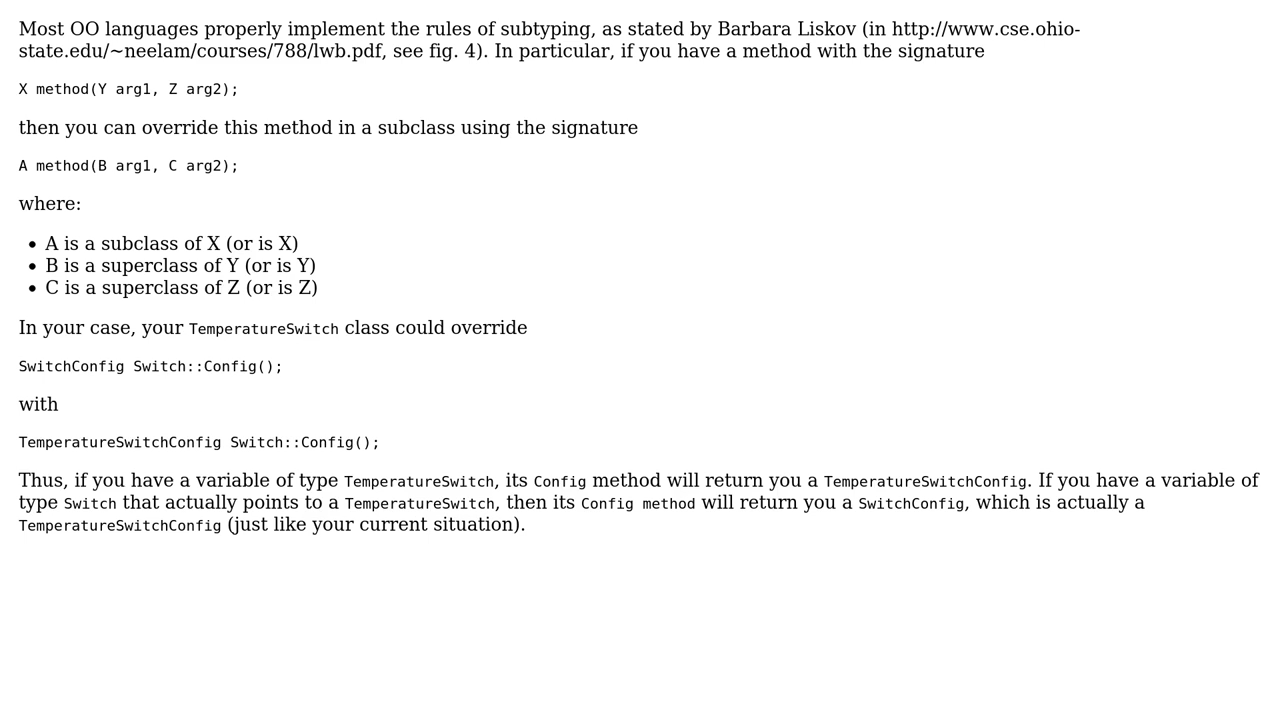 Most OO languages properly implement the rules of subtyping, as stated by Barbara Liskov (in http://www.cse.ohio-
state.edu/~neelam/courses/788/lwb.pdf, see fig. 4). In particular, if you have a method with the signature
X method(Y arg1, Z arg2);
then you can override this method in a subclass using the signature
A method(B arg1, C arg2);
where:
• A is a subclass of X (or is X)
• B is a superclass of Y (or is Y)
• C is a superclass of Z (or is Z)
In your case, your TemperatureSwitch class could override
SwitchConfig Switch::Config();
with
TemperatureSwitchConfig Switch::Config();
Thus, if you have a variable of type TemperatureSwitch, its Config method will return you a TemperatureSwitchConfig. If you have a variable of
type Switch that actually points to a TemperatureSwitch, then its Config method will return you a SwitchConfig, which is actually a
TemperatureSwitchConfig (just like your current situation).